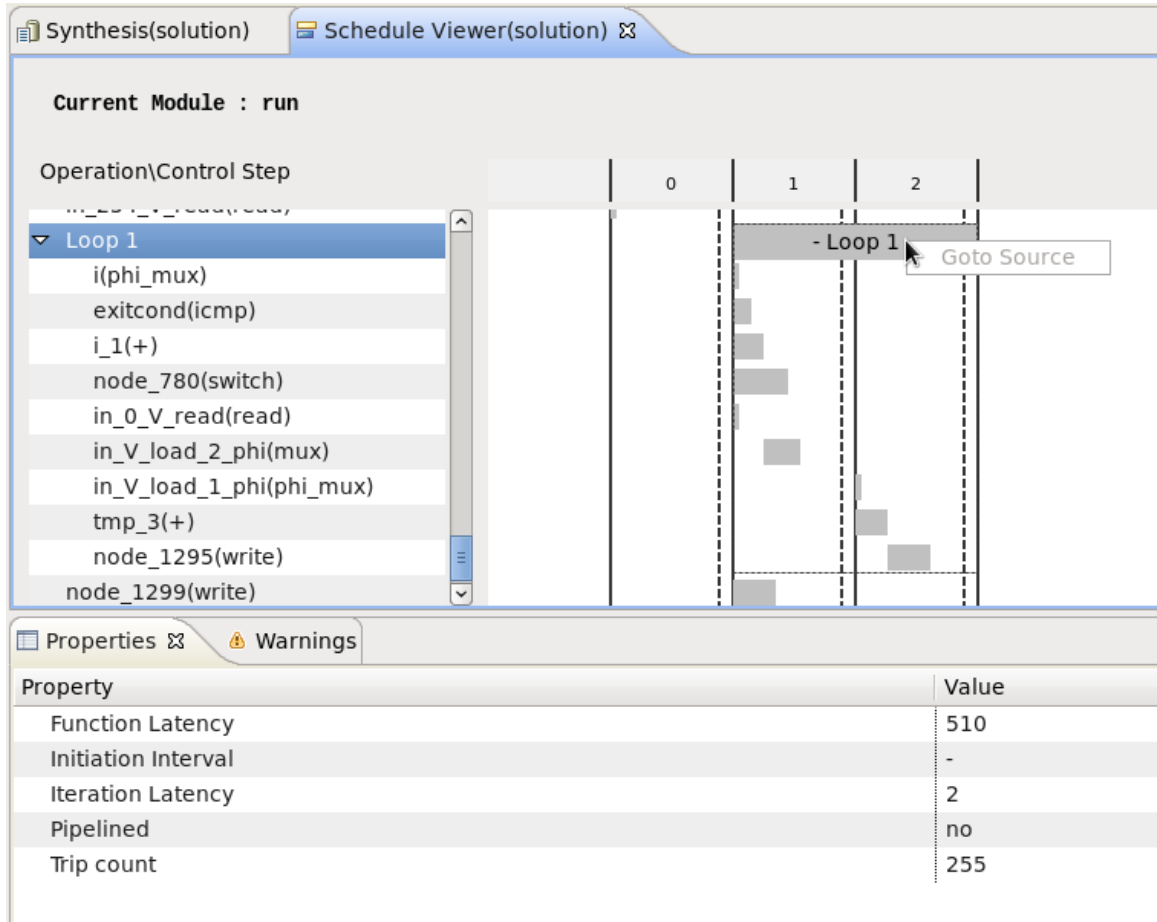 Synthesis(solution) Schedule Viewer(solution)
Current Module : run
Operation\Control Step
0 1 2
in_254_V_read(read)
Loop 1
- Loop 1
Goto Source
i(phi_mux)
exitcond(icmp)
i_1(+)
node_780(switch)
in_0_V_read(read)
in_V_load_2_phi(mux)
in_V_load_1_phi(phi_mux)
tmp_3(+)
node_1295(write)
node_1299(write)
Properties Warnings
Property Value
Function Latency 510
Initiation Interval -
Iteration Latency 2
Pipelined no
Trip count 255